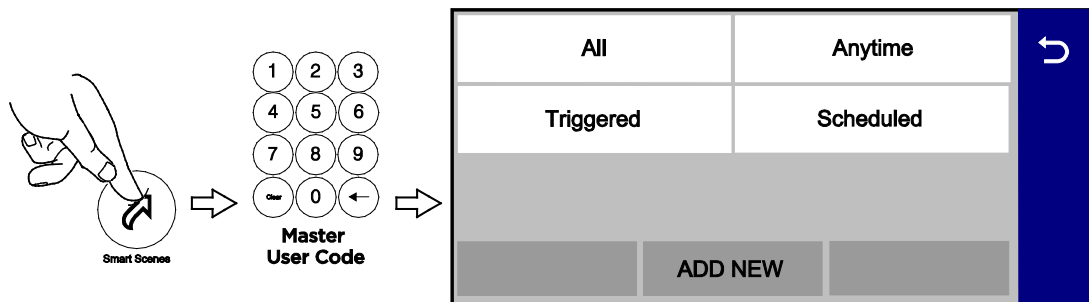 Smart Scenes
1 2 3
4 5 6
7 8 9
Clear 0
Master
User Code
All Anytime
Triggered Scheduled
ADD NEW